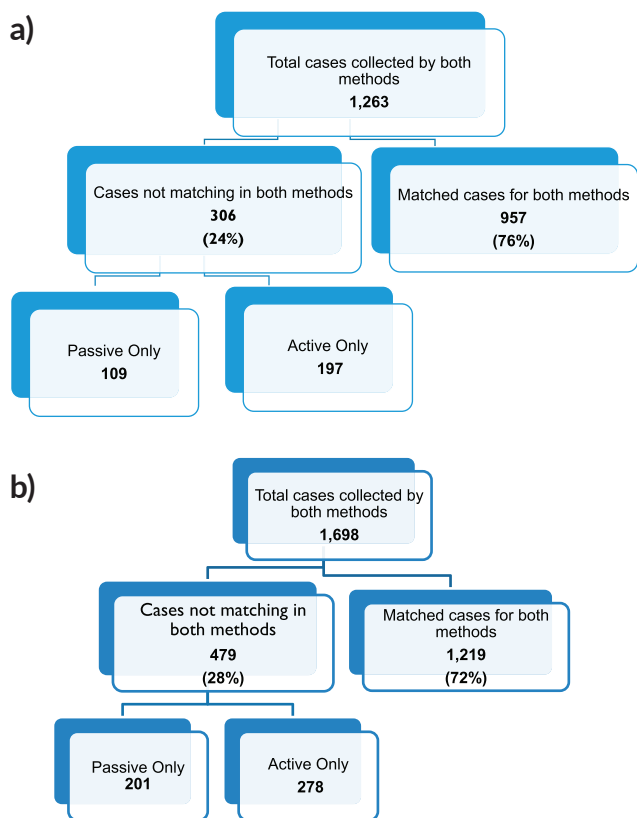 a)
Total cases collected by both
methods
1,263
Cases not matching in both methods
306
(24%)
Matched cases for both methods
957
(76%)
Passive Only
109
Active Only
197
b)
Total cases collected by
both methods
1,698
Cases not matching in
both methods
479
(28%)
Matched cases for both
methods
1,219
(72%)
Passive Only
201
Active Only
278